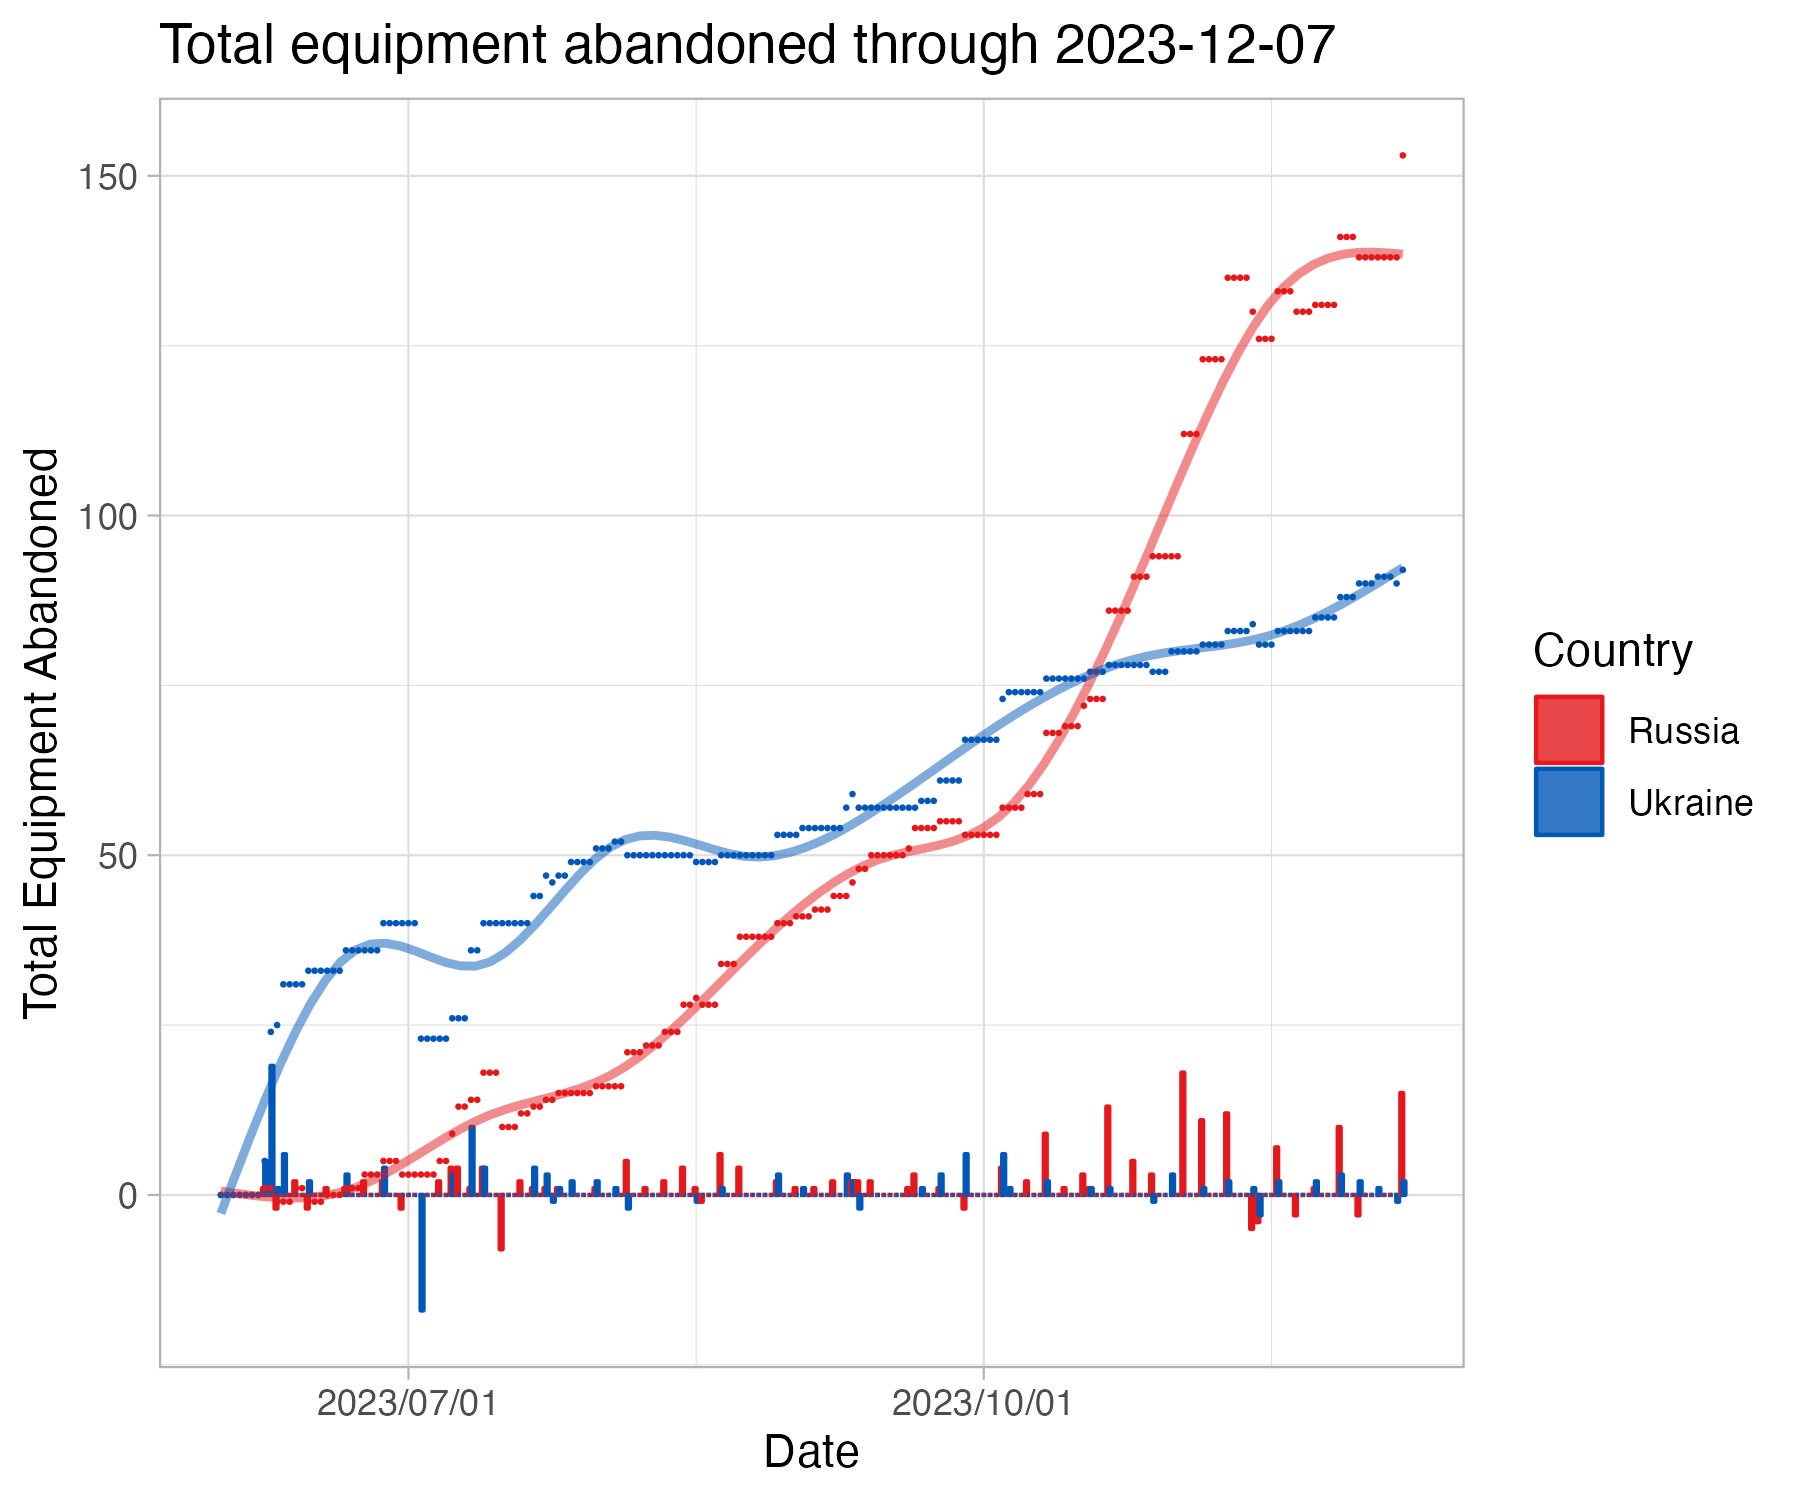 Total equipment abandoned through 2023-12-07
Total Equipment Abandoned
150
100
50
0
2023/07/01
2023/10/01
Date
Country
Russia
Ukraine